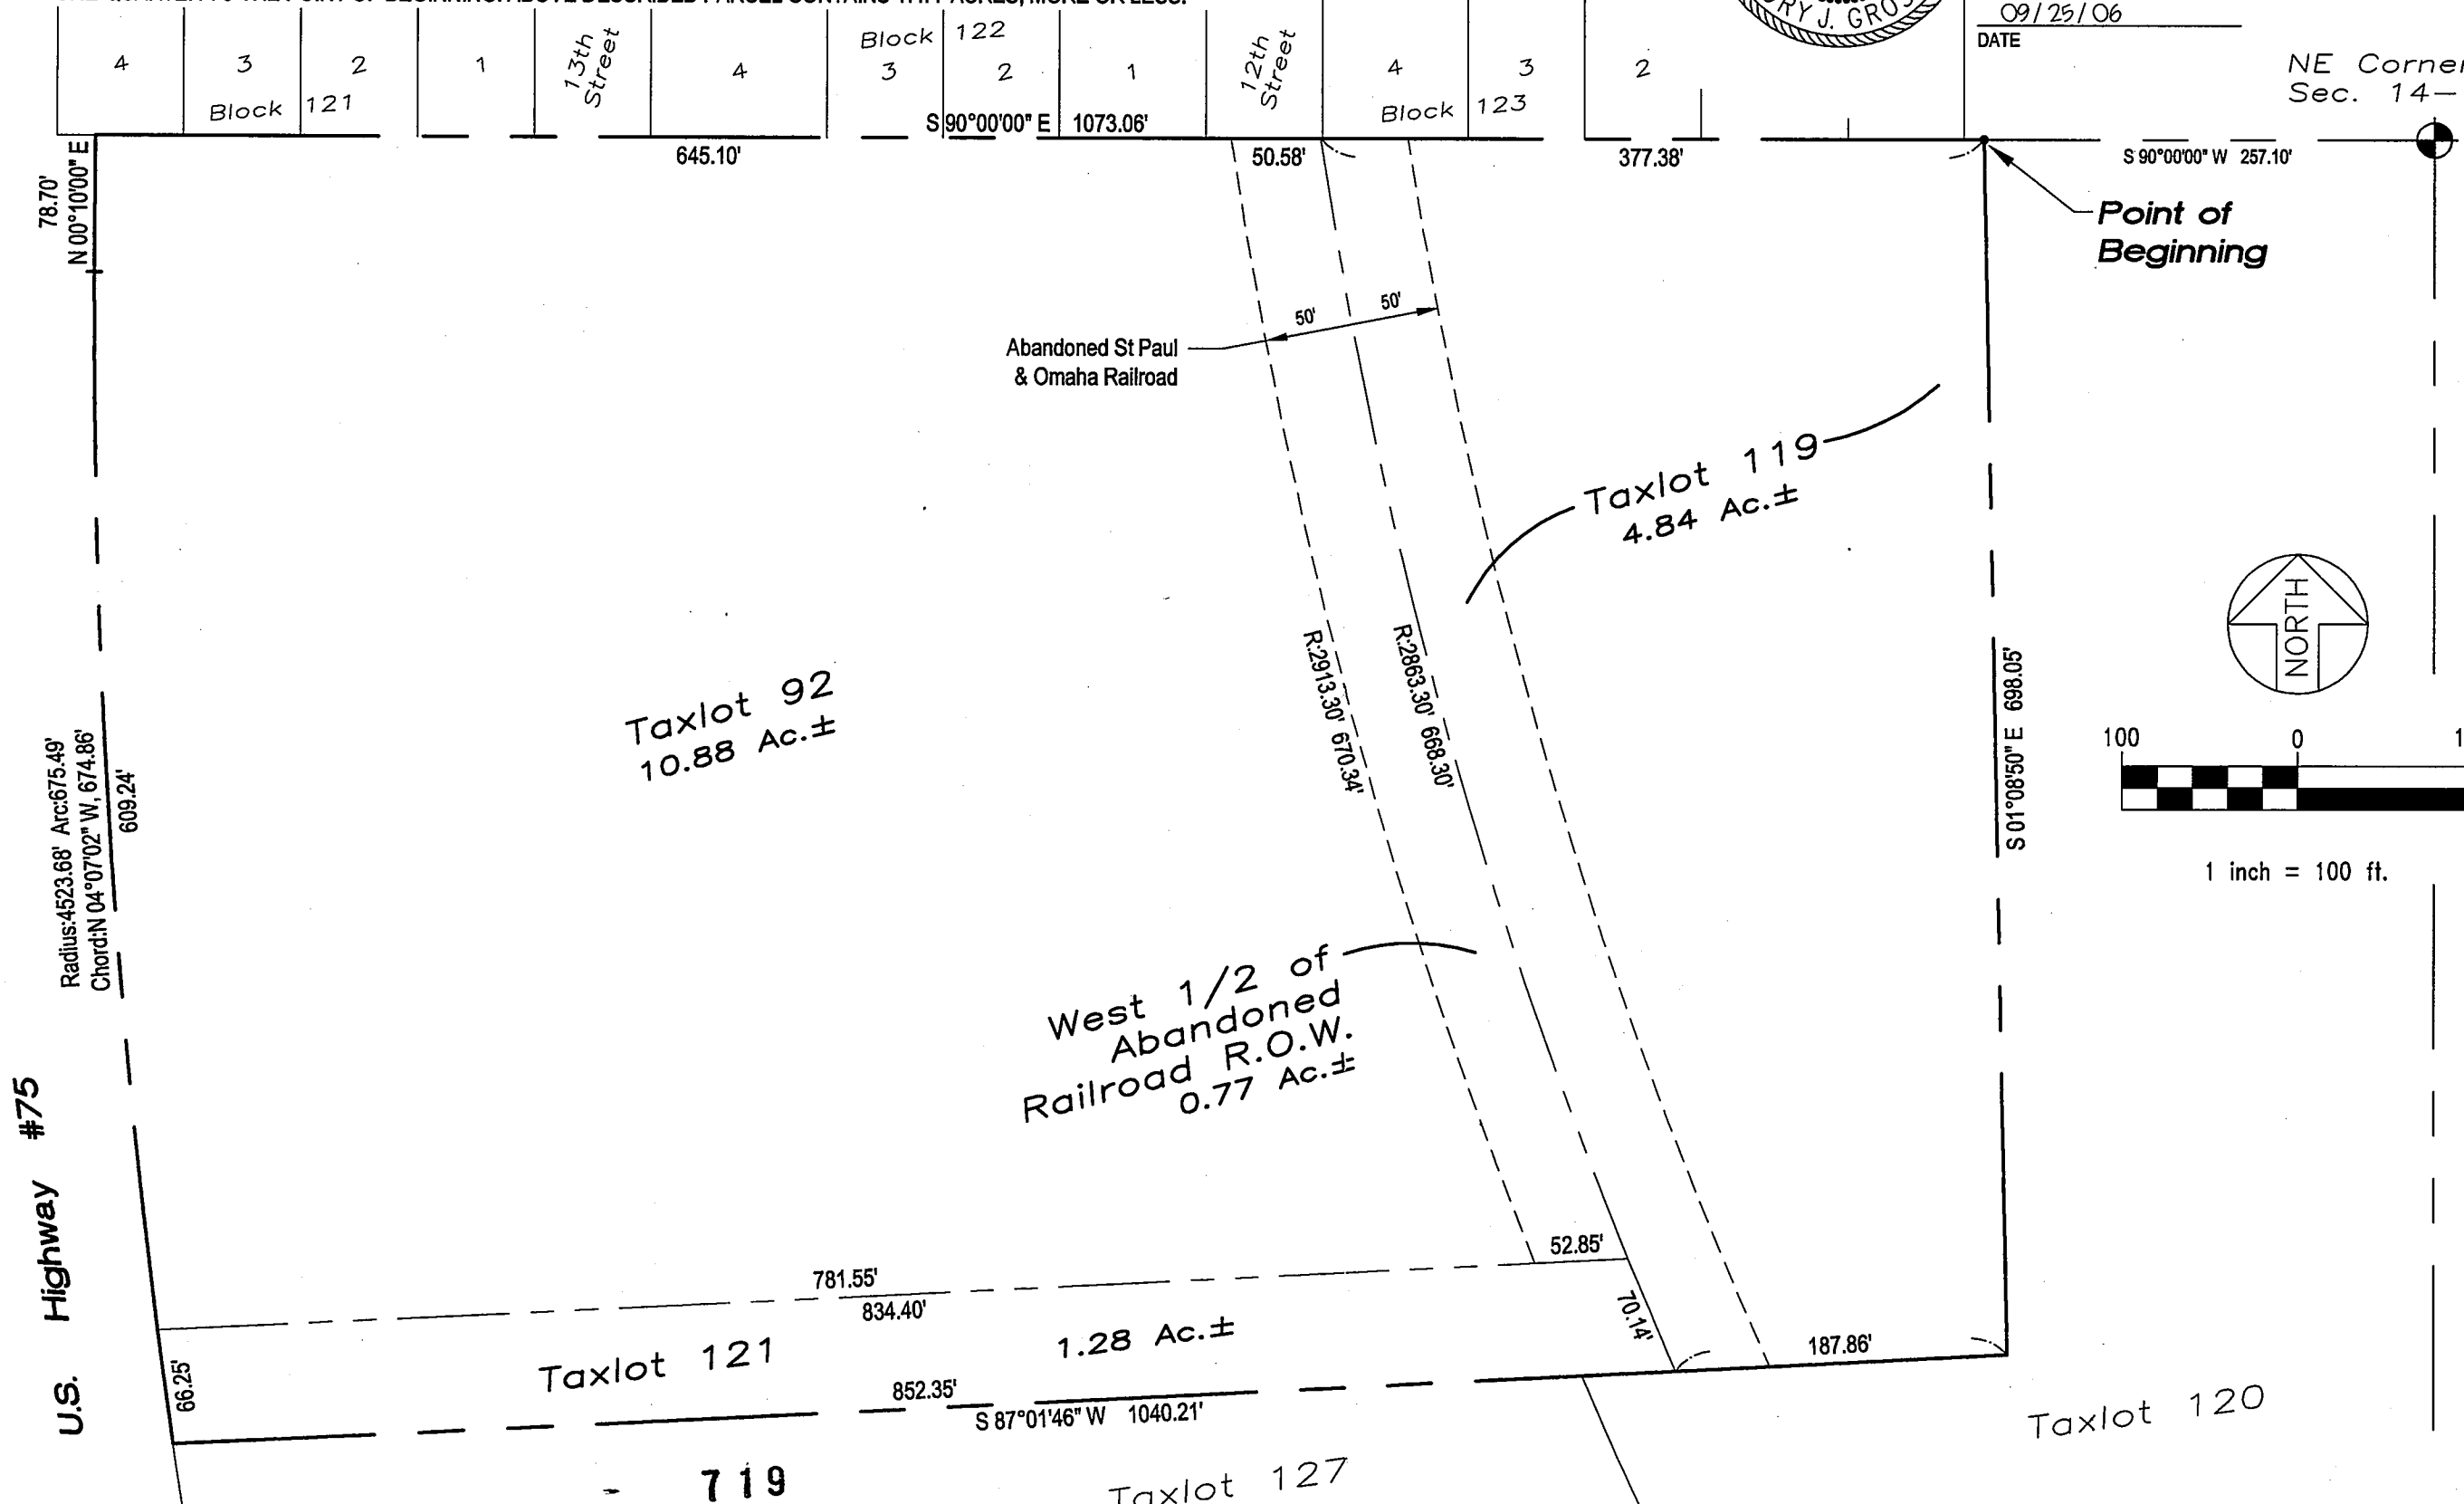 ORY J. GROS
09/25/06
DATE
NE Corner
Sec. 14-
4 3 2 1
Block 121
13th
Street
Block 122
4 3 2 1
12th
Street
4 3 2
Block 123
S 90°00'00" E 1073.06'
645.10'
50.58'
377.38'
S 90°00'00" W 257.10'
78.70'
N 00°10'00" E
Point of
Beginning
50' 50'
Abandoned St Paul
& Omaha Railroad
Taxlot 119
4.84 Ac.±
NORTH
Taxlot 92
10.88 Ac.±
R:2913.30' 670.34'
R:2863.30' 668.30'
S 01°08'50" E 698.05'
100 0 1
1 inch = 100 ft.
Radius:4523.68' Arc:675.49'
Chord:N 04°07'02" W, 674.86'
609.24'
West 1/2 of
Abandoned
Railroad R.O.W.
0.77 Ac.±
U.S. Highway #75
52.85'
781.55'
834.40'
70.14'
187.86'
66.25'
Taxlot 121
1.28 Ac.±
852.35'
S 87°01'46" W 1040.21'
Taxlot 120
- 719
Taxlot 127